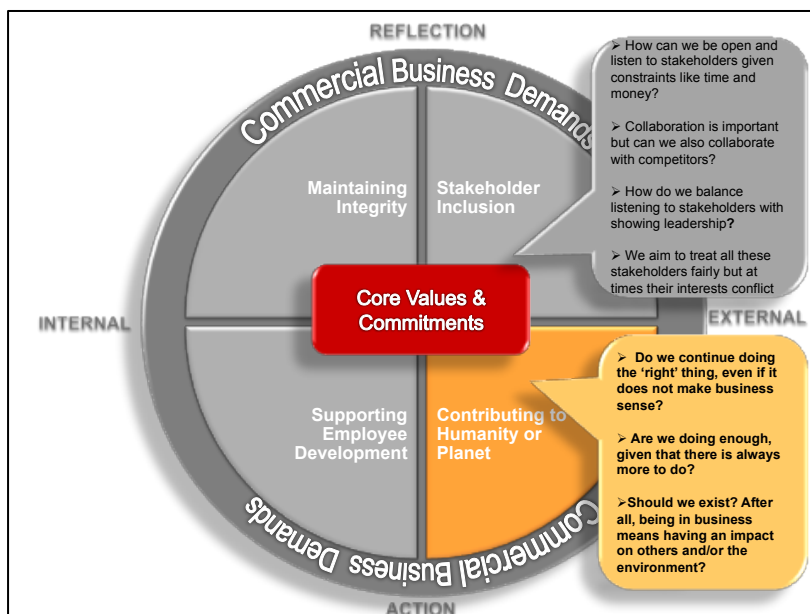 REFLECTION
Commercial Business Demands
➢ How can we be open and
listen to stakeholders given
constraints like time and
money?
➢ Collaboration is important
but can we also collaborate
with competitors?
➢ How do we balance
listening to stakeholders with
showing leadership?
➢ We aim to treat all these
stakeholders fairly but at
times their interests conflict
Maintaining
Integrity
Stakeholder
Inclusion
Core Values &
Commitments
INTERNAL
EXTERNAL
Supporting
Employee
Development
Contributing to
Humanity or
Planet
➢ Do we continue doing
the ‘right’ thing, even if it
does not make business
sense?
➢ Are we doing enough,
given that there is always
more to do?
➢Should we exist? After
all, being in business
means having an impact
on others and/or the
environment?
Commercial Business Demands
ACTION